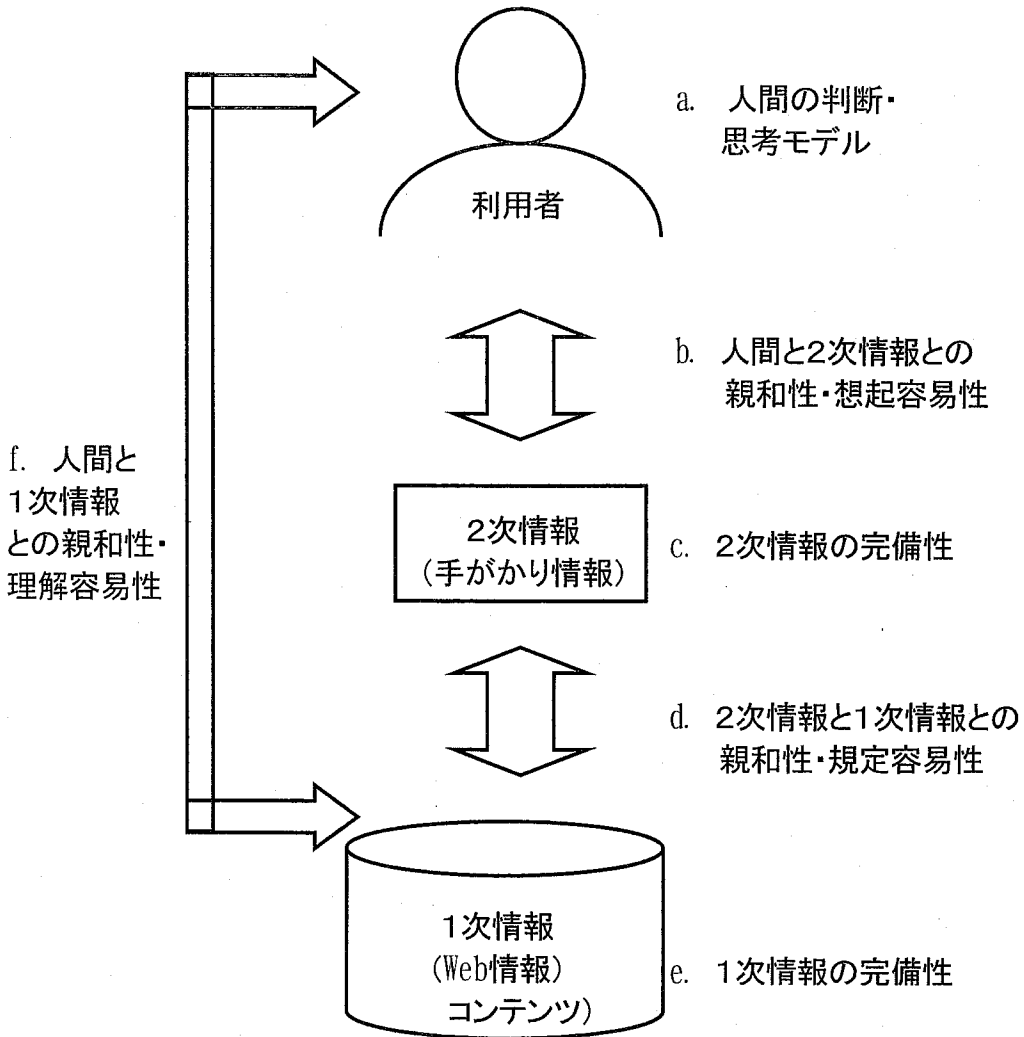 a. 人間の判断・
思考モデル
利用者
b. 人間と2次情報との
親和性・想起容易性
f. 人間と
1次情報
との親和性・
理解容易性
2次情報
(手がかり情報)
c. 2次情報の完備性
d. 2次情報と1次情報との
親和性・規定容易性
1次情報
(Web情報)
コンテンツ)
e. 1次情報の完備性